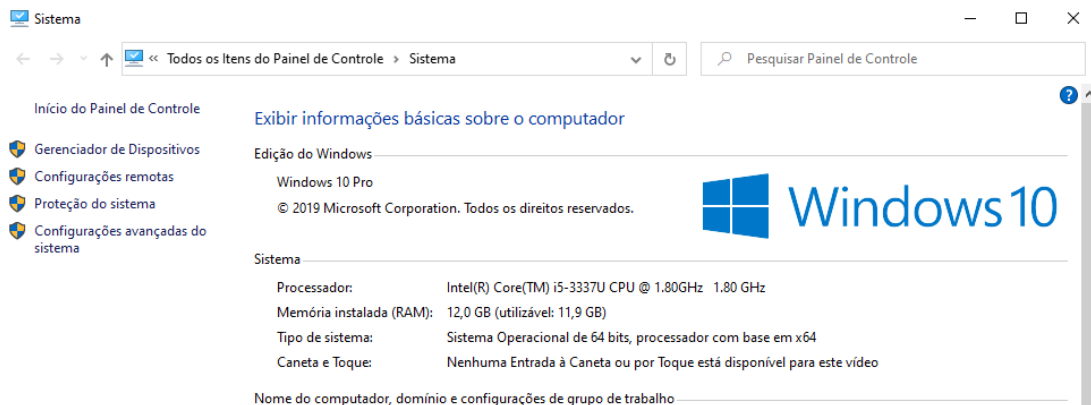 Sistema
Todos os Itens do Painel de Controle > Sistema
Pesquisar Painel de Controle
Início do Painel de Controle
Gerenciador de Dispositivos
Configurações remotas
Proteção do sistema
Configurações avançadas do
sistema
Exibir informações básicas sobre o computador
Edição do Windows
Windows 10 Pro
© 2019 Microsoft Corporation. Todos os direitos reservados.
Windows 10
Sistema
Processador: Intel(R) Core(TM) i5-3337U CPU @ 1.80GHz 1.80 GHz
Memória instalada (RAM): 12,0 GB (utilizável: 11,9 GB)
Tipo de sistema: Sistema Operacional de 64 bits, processador com base em x64
Caneta e Toque: Nenhuma Entrada à Caneta ou por Toque está disponível para este vídeo
Nome do computador, domínio e configurações de grupo de trabalho